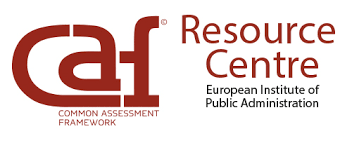 caf ©
COMMON ASSESSMENT
FRAMEWORK
Resource
Centre
European Institute of
Public Administration